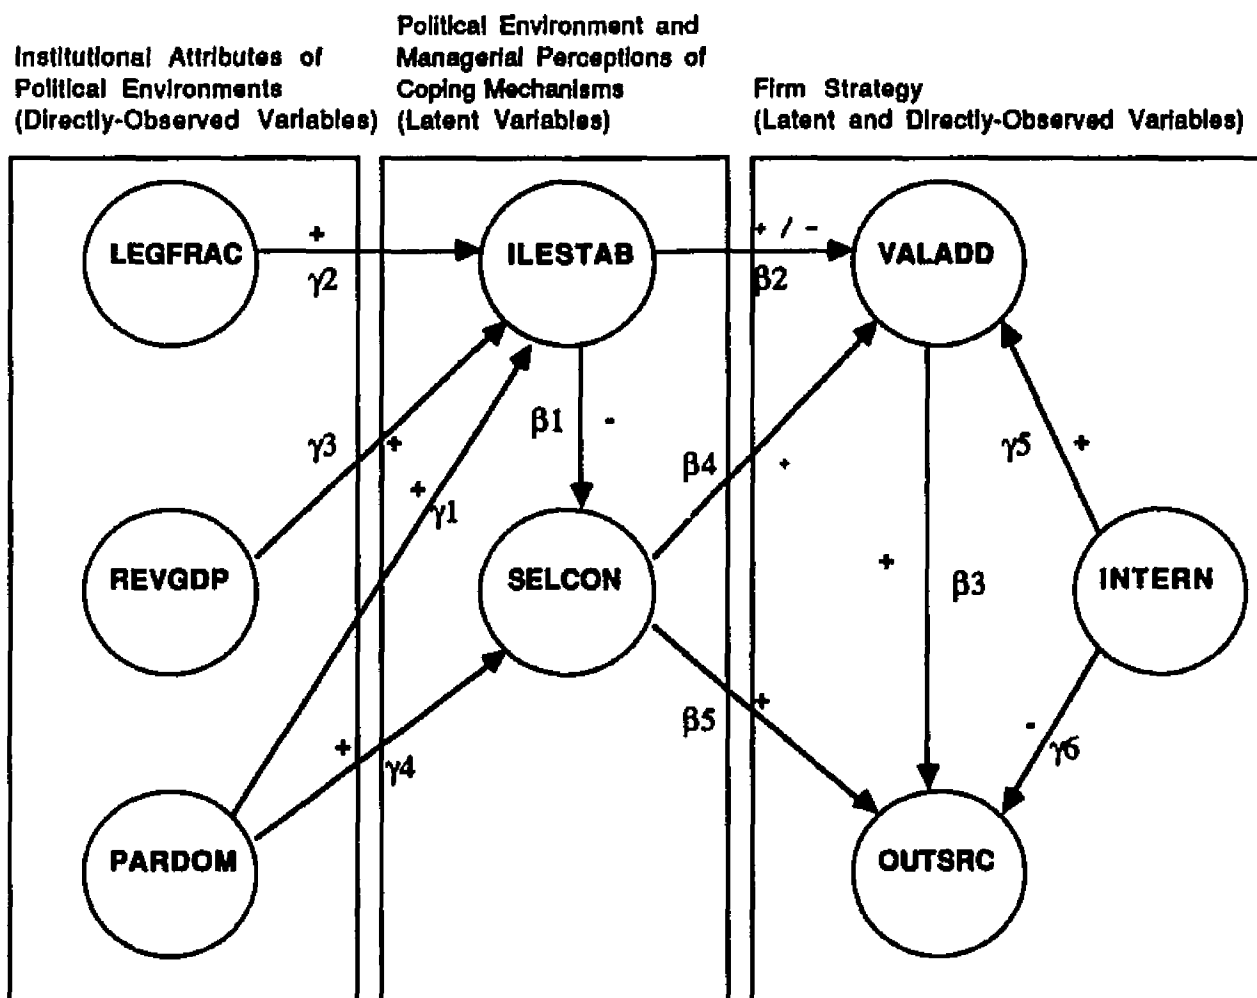 Institutional Attributes of
Political Environments
(Directly-Observed Variables)
Political Environment and
Managerial Perceptions of
Coping Mechanisms
(Latent Variables)
Firm Strategy
(Latent and Directly-Observed Variables)
LEGFRAC
+
γ2
ILESTAB
+ / -
β2
VALADD
γ3
+
+
γ1
β1
-
β4
+
γ5
+
REVGDP
SELCON
+
β3
INTERN
+
γ4
β5
+
-
γ6
PARDOM
OUTSRC